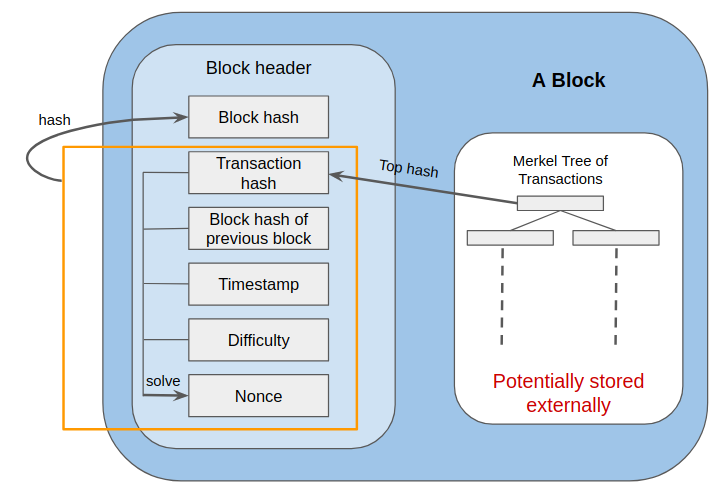 A Block
Block header
hash
Block hash
Transaction
hash
Top hash
Block hash of
previous block
Timestamp
Difficulty
solve
Nonce
Merkel Tree of
Transactions
Potentially stored
externally